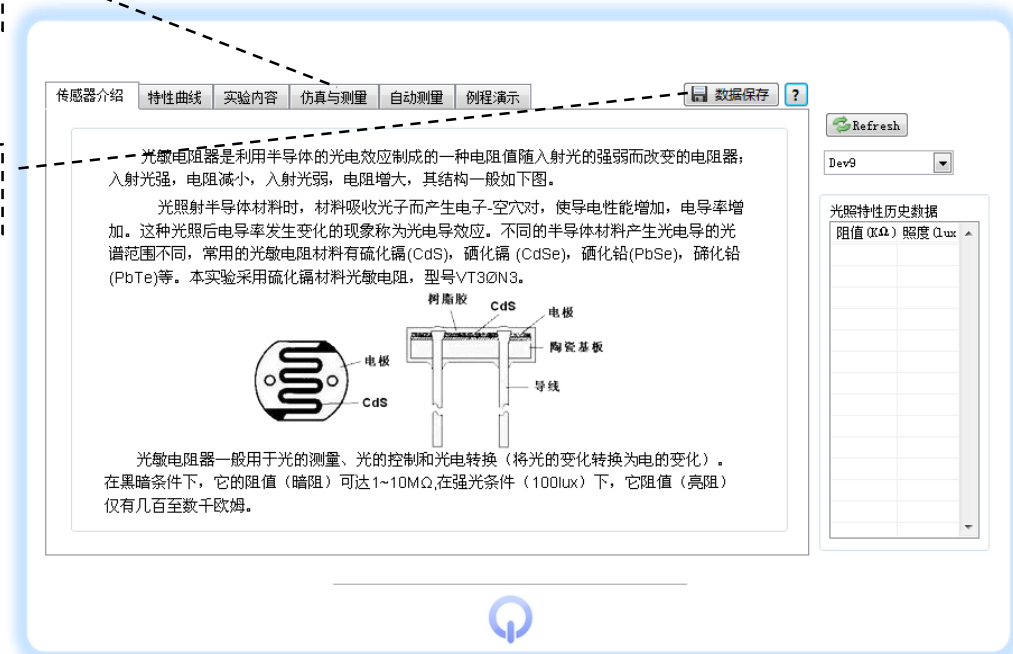 传感器介绍 特性曲线 实验内容 仿真与测量 自动测量 例程演示 数据保存 ?
Refresh
Dev9
光敏电阻器是利用半导体的光电效应制成的一种电阻值随入射光的强弱而改变的电阻器;
入射光强，电阻减小，入射光弱，电阻增大，其结构一般如下图。
光照射半导体材料时，材料吸收光子而产生电子-空穴对，使导电性能增加，电导率增
加。这种光照后电导率发生变化的现象称为光电导效应。不同的半导体材料产生光电导的光
谱范围不同，常用的光敏电阻材料有硫化镉(CdS)，硒化镉 (CdSe)，硒化铅(PbSe)，碲化铅
(PbTe)等。本实验采用硫化镉材料光敏电阻，型号VT30N3。
树脂胶
CdS
电极
陶瓷基板
导线
电极
CdS
光敏电阻器一般用于光的测量、光的控制和光电转换（将光的变化转换为电的变化）。
在黑暗条件下，它的阻值（暗阻）可达1~10MΩ,在强光条件（100lux）下，它阻值（亮阻）
仅有几百至数千欧姆。
光照特性历史数据
阻值(KΩ) 照度(lux